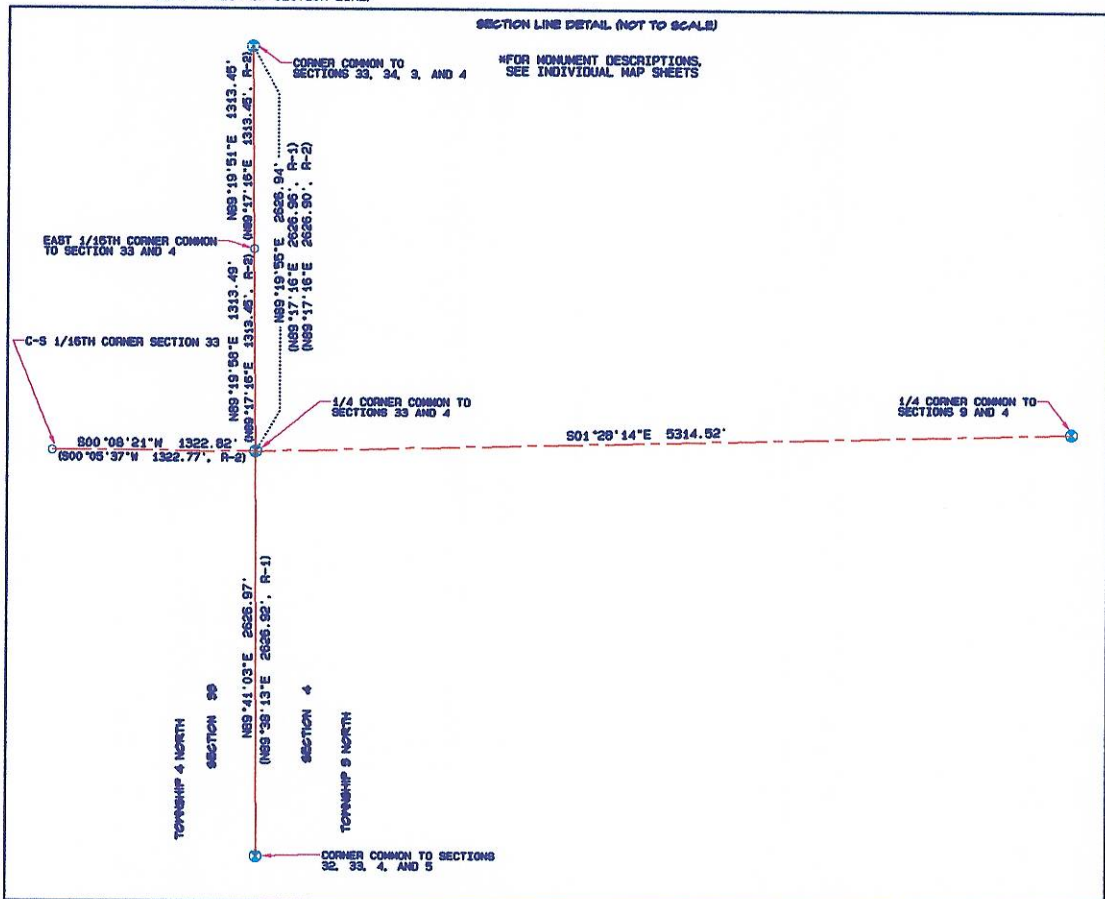 SECTION LINE DETAIL (NOT TO SCALE)
CORNER COMMON TO
SECTIONS 33, 34, 3, AND 4
*FOR MONUMENT DESCRIPTIONS,
SEE INDIVIDUAL MAP SHEETS
N89°19'51"E 1313.45'
(N89°17'16"E 1313.45', R-2)
N89°19'55"E 2626.94'
(N89°17'16"E 2626.96', R-1)
(N89°17'16"E 2626.90', R-2)
EAST 1/16TH CORNER COMMON
TO SECTION 33 AND 4
N89°19'58"E 1313.49'
(N89°17'16"E 1313.45', R-2)
C-S 1/16TH CORNER SECTION 33
1/4 CORNER COMMON TO
SECTIONS 33 AND 4
1/4 CORNER COMMON TO
SECTIONS 9 AND 4
S00°08'21"W 1322.82'
(S00°05'37"W 1322.77', R-2)
S01°28'14"E 5314.52'
N89°41'03"E 2626.97'
(N89°38'13"E 2626.92', R-1)
TOWNSHIP 4 NORTH
SECTION 33
SECTION 4
TOWNSHIP 3 NORTH
CORNER COMMON TO SECTIONS
32, 33, 4, AND 5